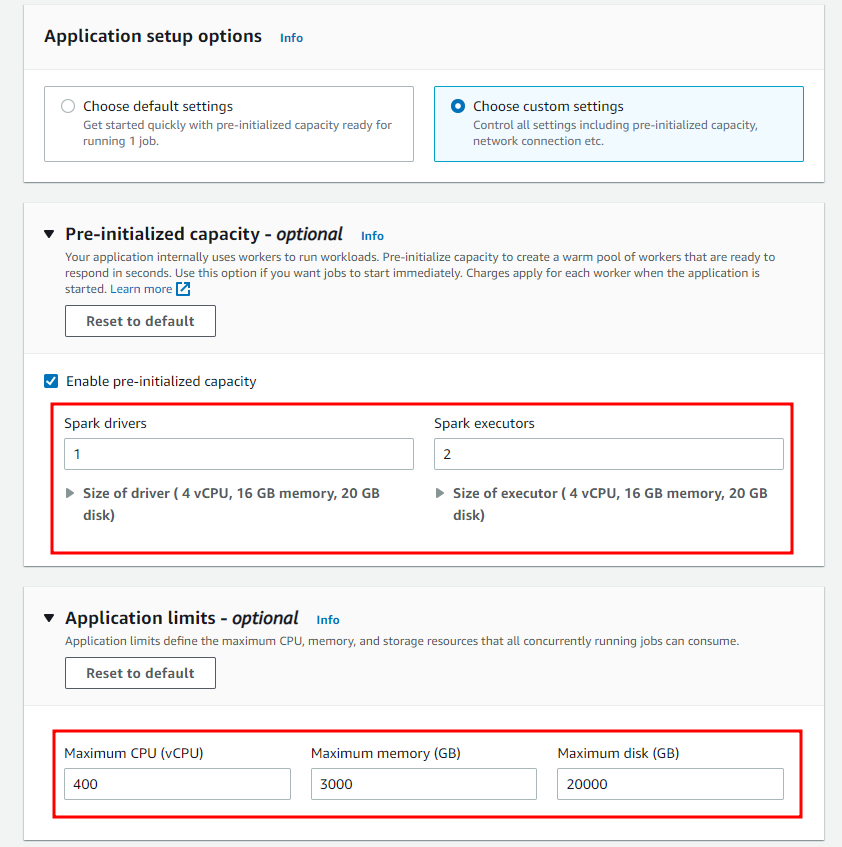 Application setup options Info
Choose default settings
Get started quickly with pre-initialized capacity ready for
running 1 job.
Choose custom settings
Control all settings including pre-initialized capacity,
network connection etc.
Pre-initialized capacity - optional Info
Your application internally uses workers to run workloads. Pre-initialize capacity to create a warm pool of workers that are ready to
respond in seconds. Use this option if you want jobs to start immediately. Charges apply for each worker when the application is
started. Learn more
Reset to default
Enable pre-initialized capacity
Spark drivers
1
Size of driver ( 4 vCPU, 16 GB memory, 20 GB
disk)
Spark executors
2
Size of executor ( 4 vCPU, 16 GB memory, 20 GB
disk)
Application limits - optional Info
Application limits define the maximum CPU, memory, and storage resources that all concurrently running jobs can consume.
Reset to default
Maximum CPU (vCPU)
400
Maximum memory (GB)
3000
Maximum disk (GB)
20000